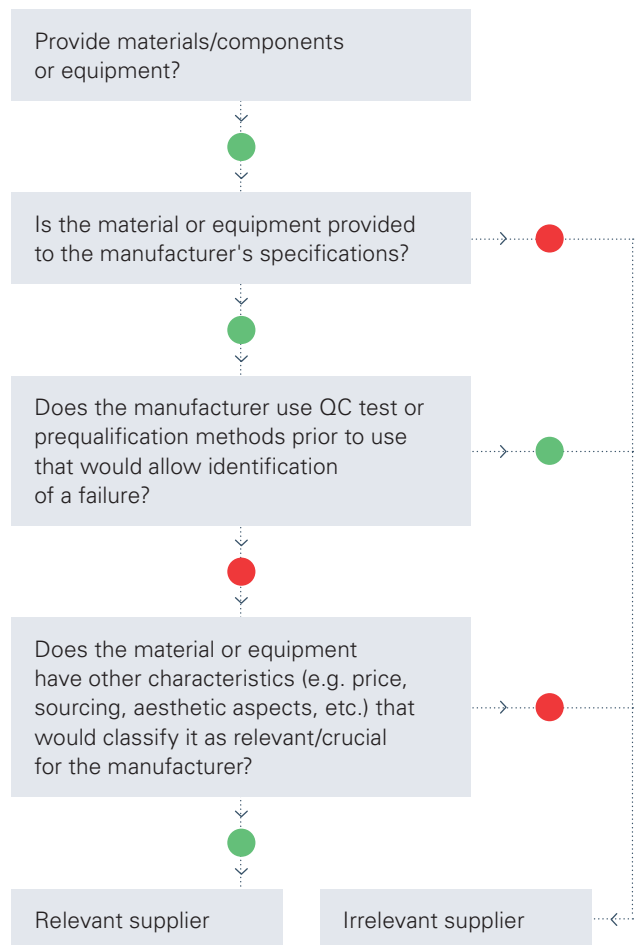 Provide materials/components
or equipment?
Is the material or equipment provided
to the manufacturer's specifications?
Does the manufacturer use QC test or
prequalification methods prior to use
that would allow identification
of a failure?
Does the material or equipment
have other characteristics (e.g. price,
sourcing, aesthetic aspects, etc.) that
would classify it as relevant/crucial
for the manufacturer?
Relevant supplier
Irrelevant supplier